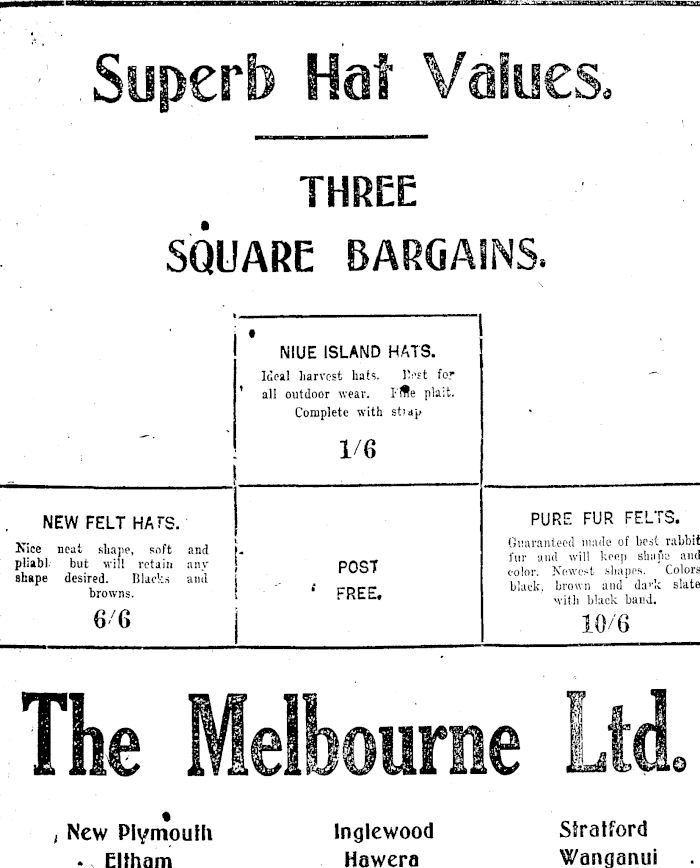 Superb Hat Values.
THREE
SQUARE BARGAINS.
NIUE ISLAND HATS.
Ideal harvest hats. Best for
all outdoor wear. Fine plait.
Complete with strap
1/6
NEW FELT HATS.
Nice neat shape, soft and
pliabl but will retain any
shape desired. Blacks and
browns.
6/6
POST
FREE.
PURE FUR FELTS.
Guaranteed made of best rabbit
fur and will keep shape and
color. Newest shapes. Colors
black, brown and dark slate
with black band.
10/6
The Melbourne Ltd.
New Plymouth Inglewood Stratford
Eltham Hawera Wanganui